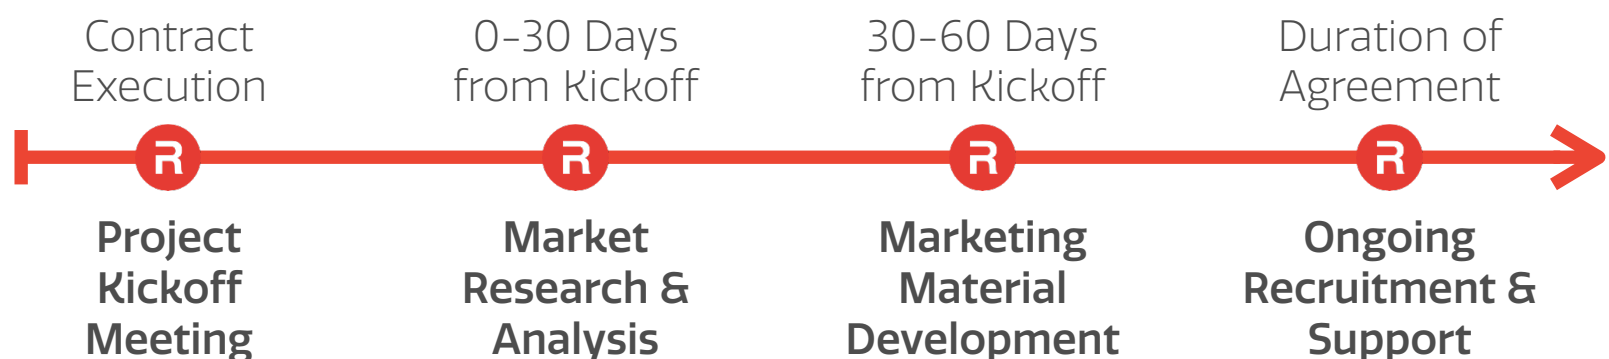 Contract
Execution
0-30 Days
from Kickoff
30-60 Days
from Kickoff
Duration of
Agreement
R
R
R
R
Project
Kickoff
Meeting
Market
Research &
Analysis
Marketing
Material
Development
Ongoing
Recruitment &
Support